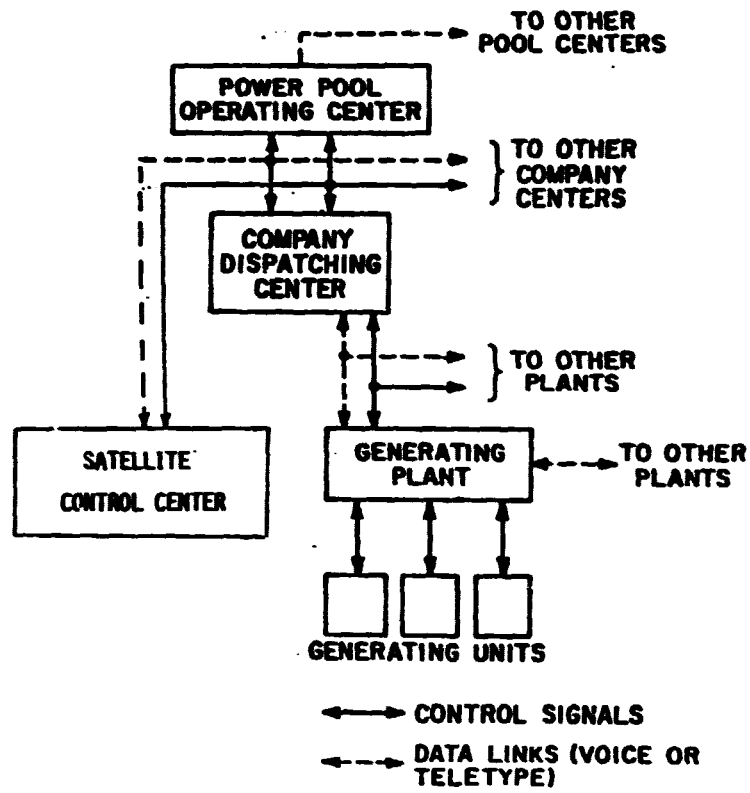 TO OTHER
POOL CENTERS
POWER POOL
OPERATING CENTER
TO OTHER
COMPANY
CENTERS
COMPANY
DISPATCHING
CENTER
TO OTHER
PLANTS
SATELLITE
CONTROL CENTER
GENERATING
PLANT
TO OTHER
PLANTS
GENERATING UNITS
CONTROL SIGNALS
DATA LINKS (VOICE OR
TELETYPE)